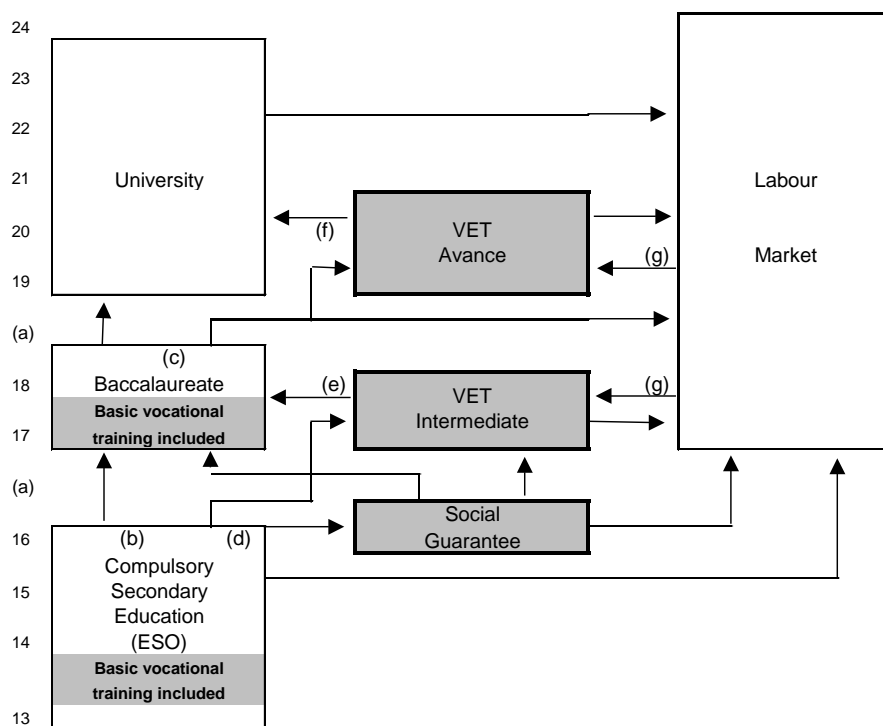 24
23
22
21
20
19
(a)
18
17
(a)
16
15
14
13
University
Labour
Market
(f)
VET
Avance
(g)
(c)
Baccalaureate
Basic vocational
training included
(e)
VET
Intermediate
(g)
Social
Guarantee
(b)
(d)
Compulsory
Secondary
Education
(ESO)
Basic vocational
training included